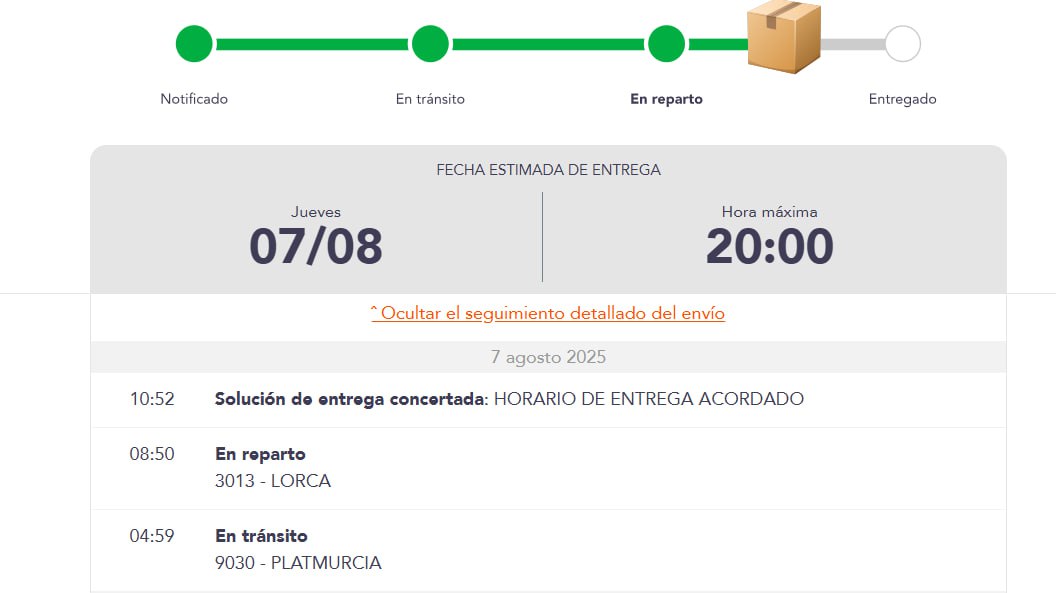 Notificado
En tránsito
En reparto
Entregado
FECHA ESTIMADA DE ENTREGA
Jueves
07/08
Hora máxima
20:00
ˆ Ocultar el seguimiento detallado del envío
7 agosto 2025
10:52 Solución de entrega concertada: HORARIO DE ENTREGA ACORDADO
08:50 En reparto
3013 - LORCA
04:59 En tránsito
9030 - PLATMURCIA